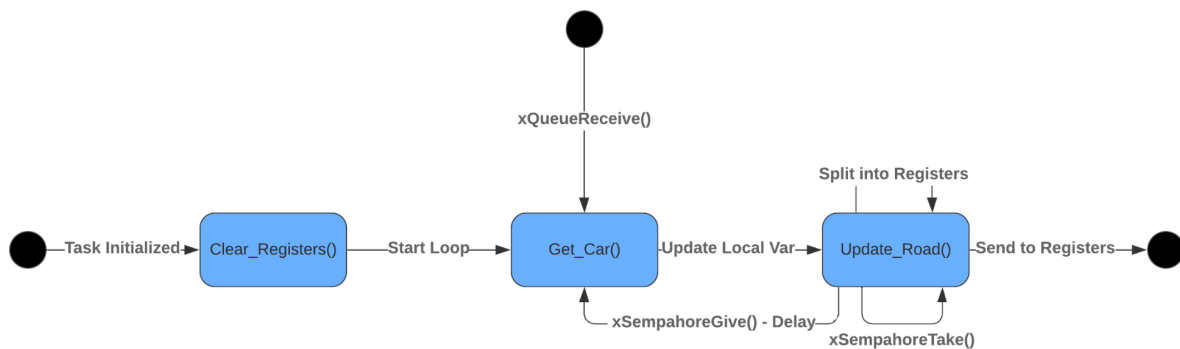 xQueueReceive()
Split into Registers
Task Initialized
Clear_Registers()
Start Loop
Get_Car()
Update Local Var
Update_Road()
Send to Registers
xSempahoreGive() - Delay
xSempahoreTake()